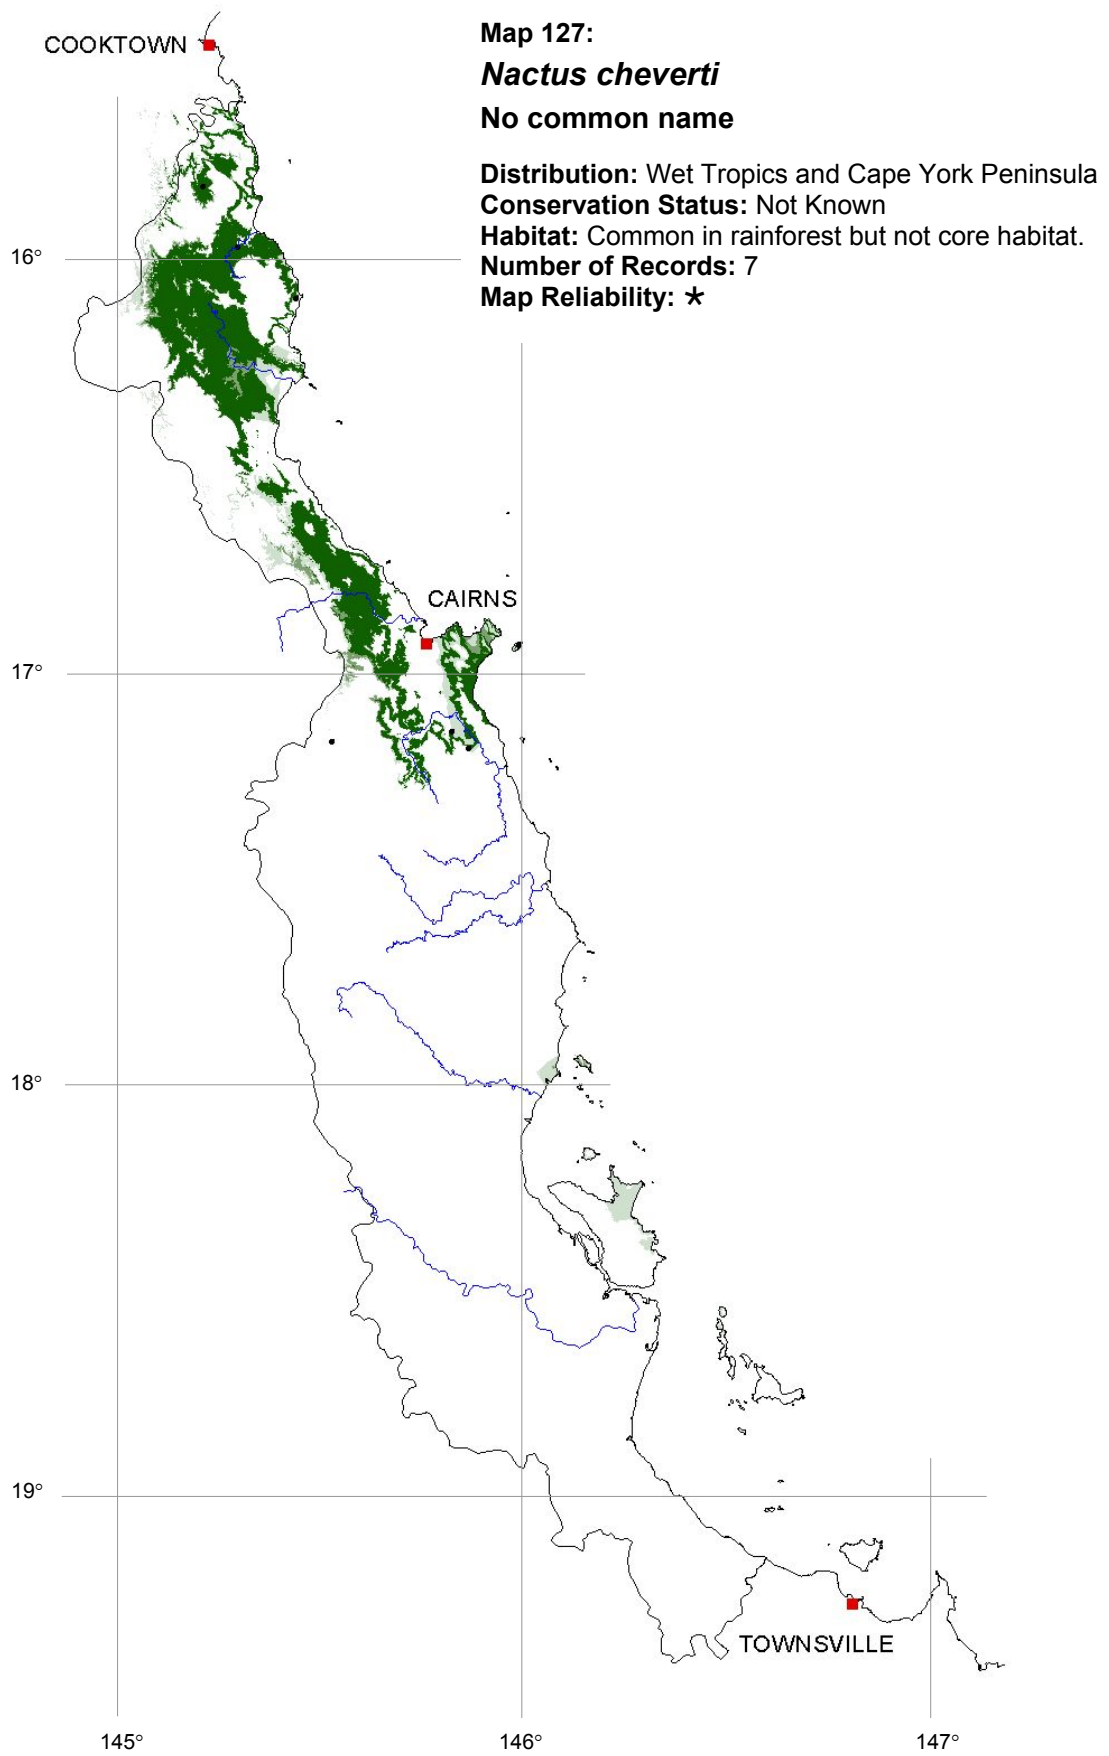 Map 127:
COOKTOWN
Nactus cheverti
No common name
Distribution: Wet Tropics and Cape York Peninsula
Conservation Status: Not Known
Habitat: Common in rainforest but not core habitat.
Number of Records: 7
Map Reliability: *
16°
CAIRNS
17°
18°
19°
TOWNSVILLE
145°
146°
147°